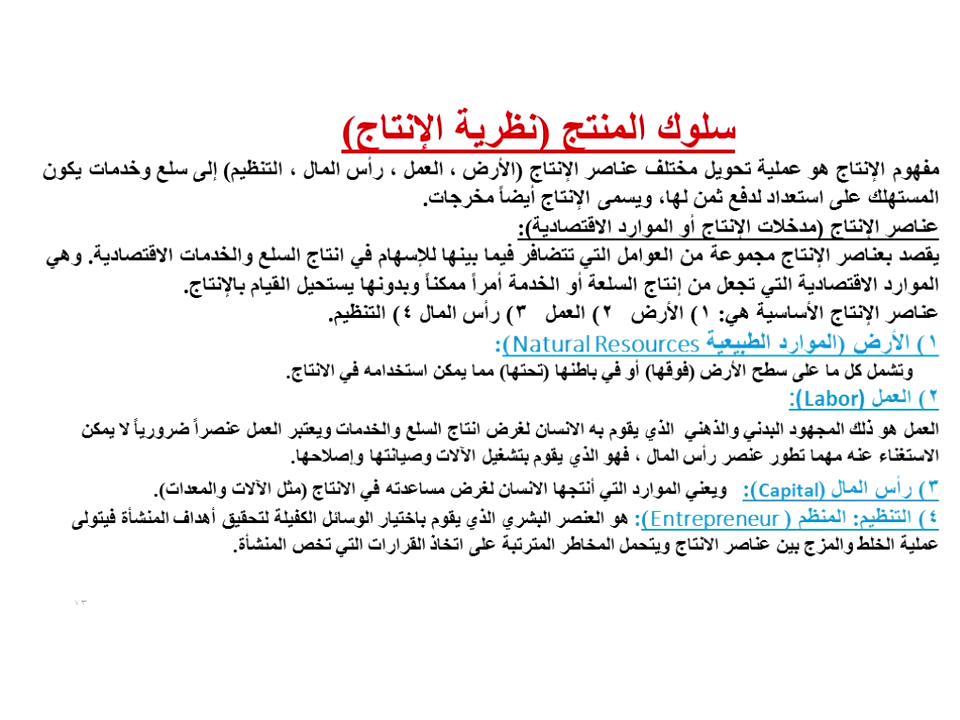 سلوك المنتج (نظرية الإنتاج)
مفهوم الإنتاج هو عملية تحويل مختلف عناصر الإنتاج (الأرض ، العمل ، رأس المال ، التنظيم) إلى سلع وخدمات يكون
المستهلك على استعداد لدفع ثمن لها، ويسمى الإنتاج أيضاً مخرجات.
عناصر الإنتاج (مدخلات الإنتاج أو الموارد الاقتصادية):
يقصد بعناصر الإنتاج مجموعة من العوامل التي تتضافر فيما بينها للإسهام في انتاج السلع والخدمات الاقتصادية. وهي
الموارد الاقتصادية التي تجعل من إنتاج السلعة أو الخدمة أمراً ممكناً وبدونها يستحيل القيام بالإنتاج.
عناصر الإنتاج الأساسية هي: ١) الأرض ٢) العمل ٣) رأس المال ٤) التنظيم.
١) الأرض (الموارد الطبيعية Natural Resources):
وتشمل كل ما على سطح الأرض (فوقها) أو في باطنها (تحتها) مما يمكن استخدامه في الانتاج.
٢) العمل (Labor):
العمل هو ذلك المجهود البدني والذهني الذي يقوم به الانسان لغرض انتاج السلع والخدمات ويعتبر العمل عنصراً ضرورياً لا يمكن
الاستغناء عنه مهما تطور عنصر رأس المال ، فهو الذي يقوم بتشغيل الآلات وصيانتها وإصلاحها.
٣) رأس المال (Capital): ويعني الموارد التي أنتجها الانسان لغرض مساعدته في الانتاج (مثل الآلات والمعدات).
٤) التنظيم: المنظم ( Entrepreneur): هو العنصر البشري الذي يقوم باختيار الوسائل الكفيلة لتحقيق أهداف المنشأة فيتولى
عملية الخلط والمزج بين عناصر الانتاج ويتحمل المخاطر المترتبة على اتخاذ القرارات التي تخص المنشأة.
١٣